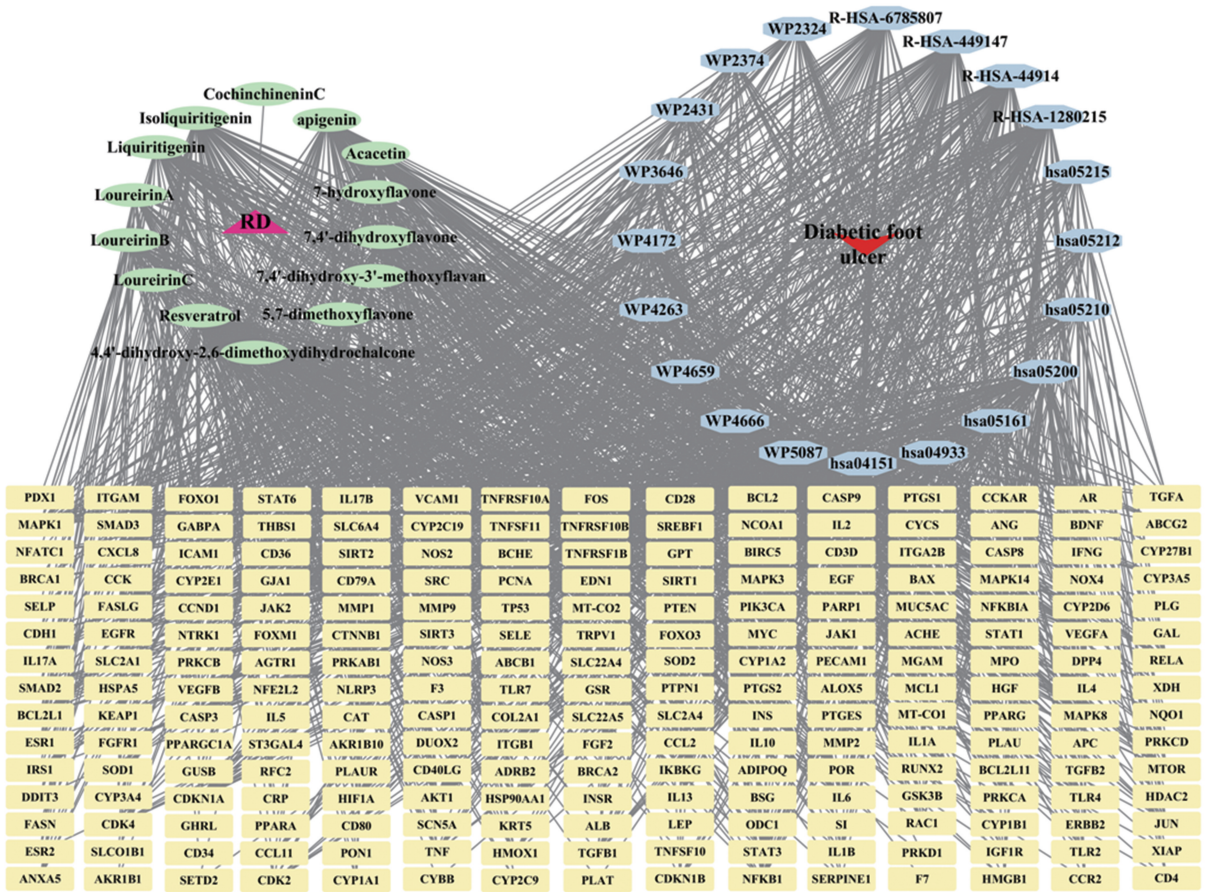 CochinchineninC
Isoliquiritigenin
apigenin
Liquiritigenin
Acacetin
LoureirinA
7-hydroxyflavone
RD
LoureirinB
7,4'-dihydroxyflavone
LoureirinC
7,4'-dihydroxy-3'-methoxyflavan
Resveratrol
5,7-dimethoxyflavone
4,4'-dihydroxy-2,6-dimethoxydihydrochalcone
R-HSA-6785807
WP2324
R-HSA-449147
WP2374
R-HSA-44914
WP2431
R-HSA-1280215
WP3646
hsa05215
WP4172
Diabetic foot
ulcer
hsa05212
WP4263
hsa05210
WP4659
hsa05200
WP4666
hsa05161
WP5087
hsa04151
hsa04933
PDX1 ITGAM FOXO1 STAT6 IL17B VCAM1 TNFRSF10A FOS CD28 BCL2 CASP9 PTGS1 CCKAR AR TGFA
MAPK1 SMAD3 GABPA THBS1 SLC6A4 CYP2C19 TNFSF11 TNFRSF10B SREBF1 NCOA1 IL2 CYCS ANG BDNF ABCG2
NFATC1 CXCL8 ICAM1 CD36 SIRT2 NOS2 BCHE TNFRSF1B GPT BIRC5 CD3D ITGA2B CASP8 IFNG CYP27B1
BRCA1 CCK CYP2E1 GJA1 CD79A SRC PCNA EDN1 SIRT1 MAPK3 EGF BAX MAPK14 NOX4 CYP3A5
SELP FASLG CCND1 JAK2 MMP1 MMP9 TP53 MT-CO2 PTEN PIK3CA PARP1 MUC5AC NFKBIA CYP2D6 PLG
CDH1 EGFR NTRK1 FOXM1 CTNNB1 SIRT3 SELE TRPV1 FOXO3 MYC JAK1 ACHE STAT1 VEGFA GAL
IL17A SLC2A1 PRKCB AGTR1 PRKAB1 NOS3 ABCB1 SLC22A4 SOD2 CYP1A2 PECAM1 MGAM MPO DPP4 RELA
SMAD2 HSPA5 VEGFB NFE2L2 NLRP3 F3 TLR7 GSR PTPN1 PTGS2 ALOX5 MCL1 HGF IL4 XDH
BCL2L1 KEAP1 CASP3 IL5 CAT CASP1 COL2A1 SLC22A5 SLC2A4 INS PTGES MT-CO1 PPARG MAPK8 NQO1
ESR1 FGFR1 PPARGC1A ST3GAL4 AKR1B10 DUOX2 ITGB1 FGF2 CCL2 IL10 MMP2 IL1A PLAU APC PRKCD
IRS1 SOD1 GUSB RFC2 PLAUR CD40LG ADRB2 BRCA2 IKBKG ADIPOQ POR RUNX2 BCL2L11 TGFB2 MTOR
DDIT3 CYP3A4 CDKN1A CRP HIF1A AKT1 HSP90AA1 INSR IL13 BSG IL6 GSK3B PRKCA TLR4 HDAC2
FASN CDK4 GHRL PPARA CD80 SCN5A KRT5 ALB LEP ODC1 SI RAC1 CYP1B1 ERBB2 JUN
ESR2 SLCO1B1 CD34 CCL11 PON1 TNF HMOX1 TGFB1 TNFSF10 STAT3 IL1B PRKD1 IGF1R TLR2 XIAP
ANXA5 AKR1B1 SETD2 CDK2 CYP1A1 CYBB CYP2C9 PLAT CDKN1B NFKB1 SERPINE1 F7 HMGB1 CCR2 CD4